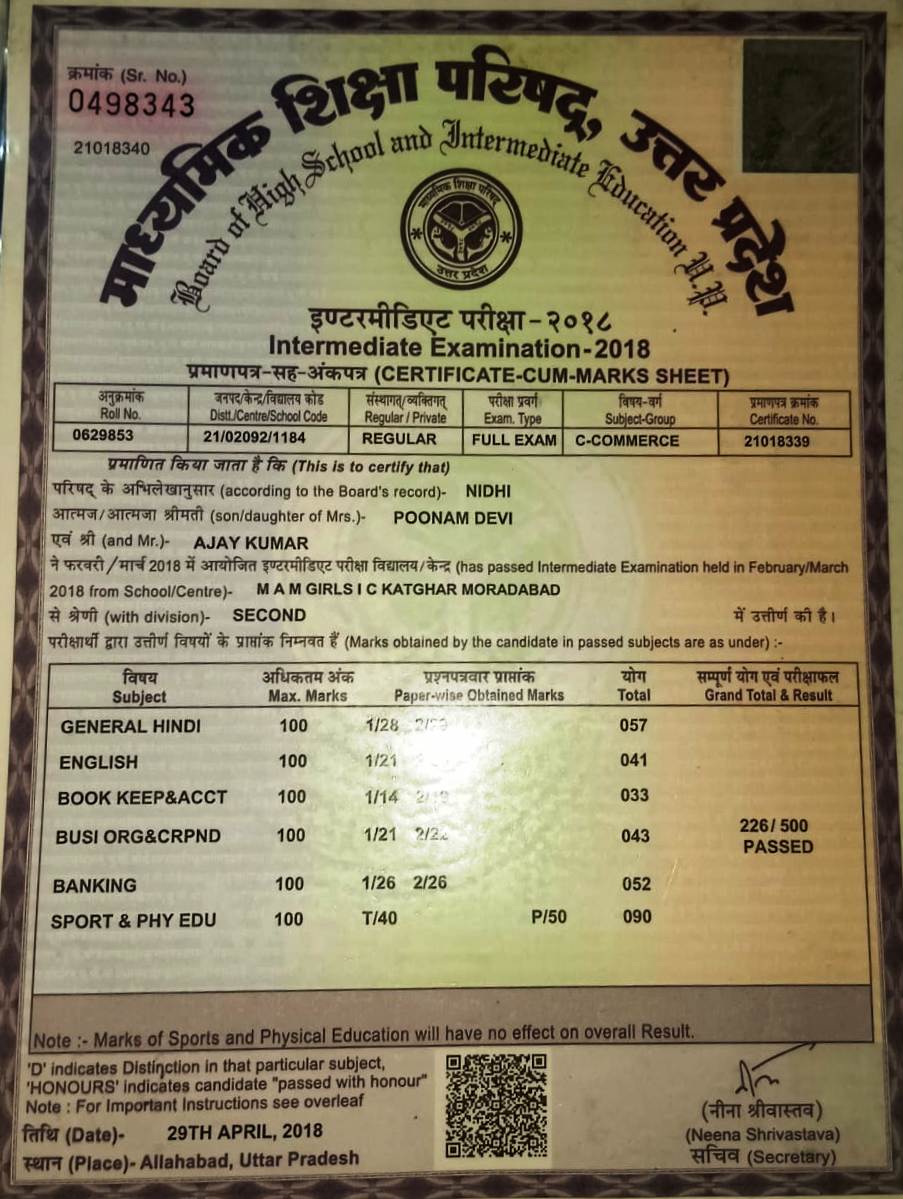 क्रमांक (Sr. No.)
0498343
21018340
माध्यमिक शिक्षा परिषद्, उत्तर प्रदेश
Board of High School and Intermediate Education U.P.
माध्यमिक शिक्षा परिषद्
उत्तर प्रदेश
इण्टरमीडिएट परीक्षा-२०१८
Intermediate Examination-2018
प्रमाणपत्र-सह-अंकपत्र (CERTIFICATE-CUM-MARKS SHEET)
अनुक्रमांक जनपद/केन्द्र/विद्यालय कोड संस्थागत्/व्यक्तिगत् परीक्षा प्रवर्ग विषय-वर्ग प्रमाणपत्र क्रमांक
Roll No. Distt./Centre/School Code Regular / Private Exam. Type Subject-Group Certificate No.
0629853 21/02092/1184 REGULAR FULL EXAM C-COMMERCE 21018339
प्रमाणित किया जाता है कि (This is to certify that)
परिषद् के अभिलेखानुसार (according to the Board's record)- NIDHI
आत्मज/आत्मजा श्रीमती (son/daughter of Mrs.)- POONAM DEVI
एवं श्री (and Mr.)- AJAY KUMAR
ने फरवरी/मार्च 2018 में आयोजित इण्टरमीडिएट परीक्षा विद्यालय/केन्द्र (has passed Intermediate Examination held in February/March
2018 from School/Centre)- M A M GIRLS I C KATGHAR MORADABAD
से श्रेणी (with division)- SECOND में उत्तीर्ण की है।
परीक्षार्थी द्वारा उत्तीर्ण विषयों के प्राप्तांक निम्नवत हैं (Marks obtained by the candidate in passed subjects are as under) :-
विषय अधिकतम अंक प्रश्नपत्रवार प्राप्तांक योग सम्पूर्ण योग एवं परीक्षाफल
Subject Max. Marks Paper-wise Obtained Marks Total Grand Total & Result
GENERAL HINDI 100 1/28 057
ENGLISH 100 1/21 041
BOOK KEEP&ACCT 100 1/14 033
BUSI ORG&CRPND 100 1/21 043
226/ 500
PASSED
BANKING 100 1/26 2/26 052
SPORT & PHY EDU 100 T/40 P/50 090
Note :- Marks of Sports and Physical Education will have no effect on overall Result.
'D' indicates Distinction in that particular subject,
'HONOURS' indicates candidate "passed with honour"
Note : For Important Instructions see overleaf
तिथि (Date)- 29TH APRIL, 2018
स्थान (Place)- Allahabad, Uttar Pradesh
(नीना श्रीवास्तव)
(Neena Shrivastava)
सचिव (Secretary)